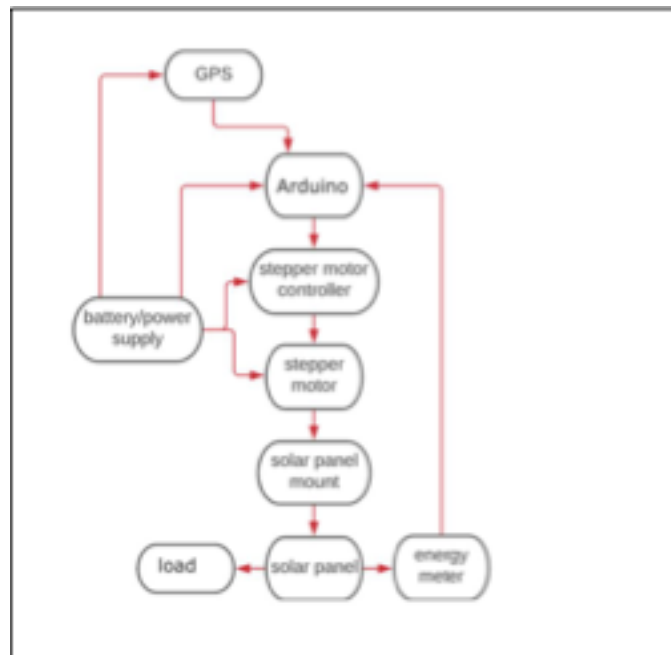 GPS
Arduino
stepper motor
controller
battery/power
supply
stepper
motor
solar panel
mount
load
solar panel
energy
meter